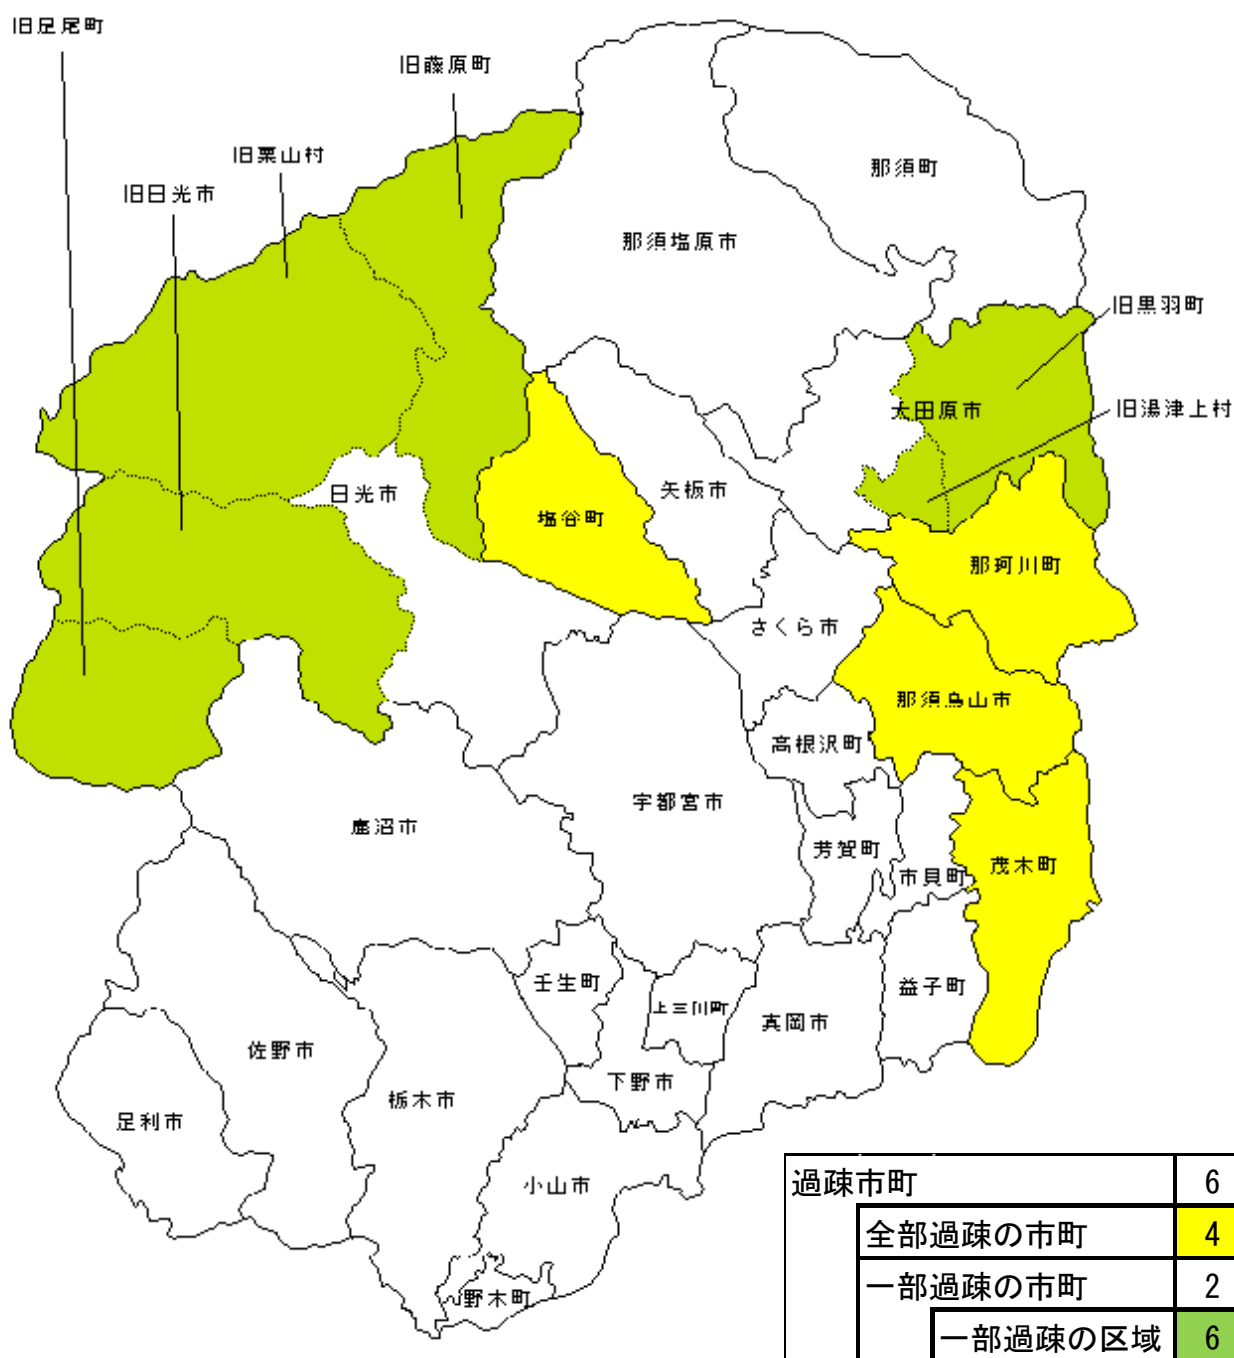 旧足尾町
旧藤原町
旧栗山村
旧日光市
那須町
那須塩原市
旧黒羽町
大田原市
旧湯津上村
矢板市
日光市
塩谷町
那珂川町
さくら市
那須烏山市
高根沢町
宇都宮市
鹿沼市
芳賀町
茂木町
市貝町
壬生町
益子町
上三川町
真岡市
佐野市
下野市
栃木市
足利市
小山市
野木町
過疎市町 6
全部過疎の市町 4
一部過疎の市町 2
一部過疎の区域 6